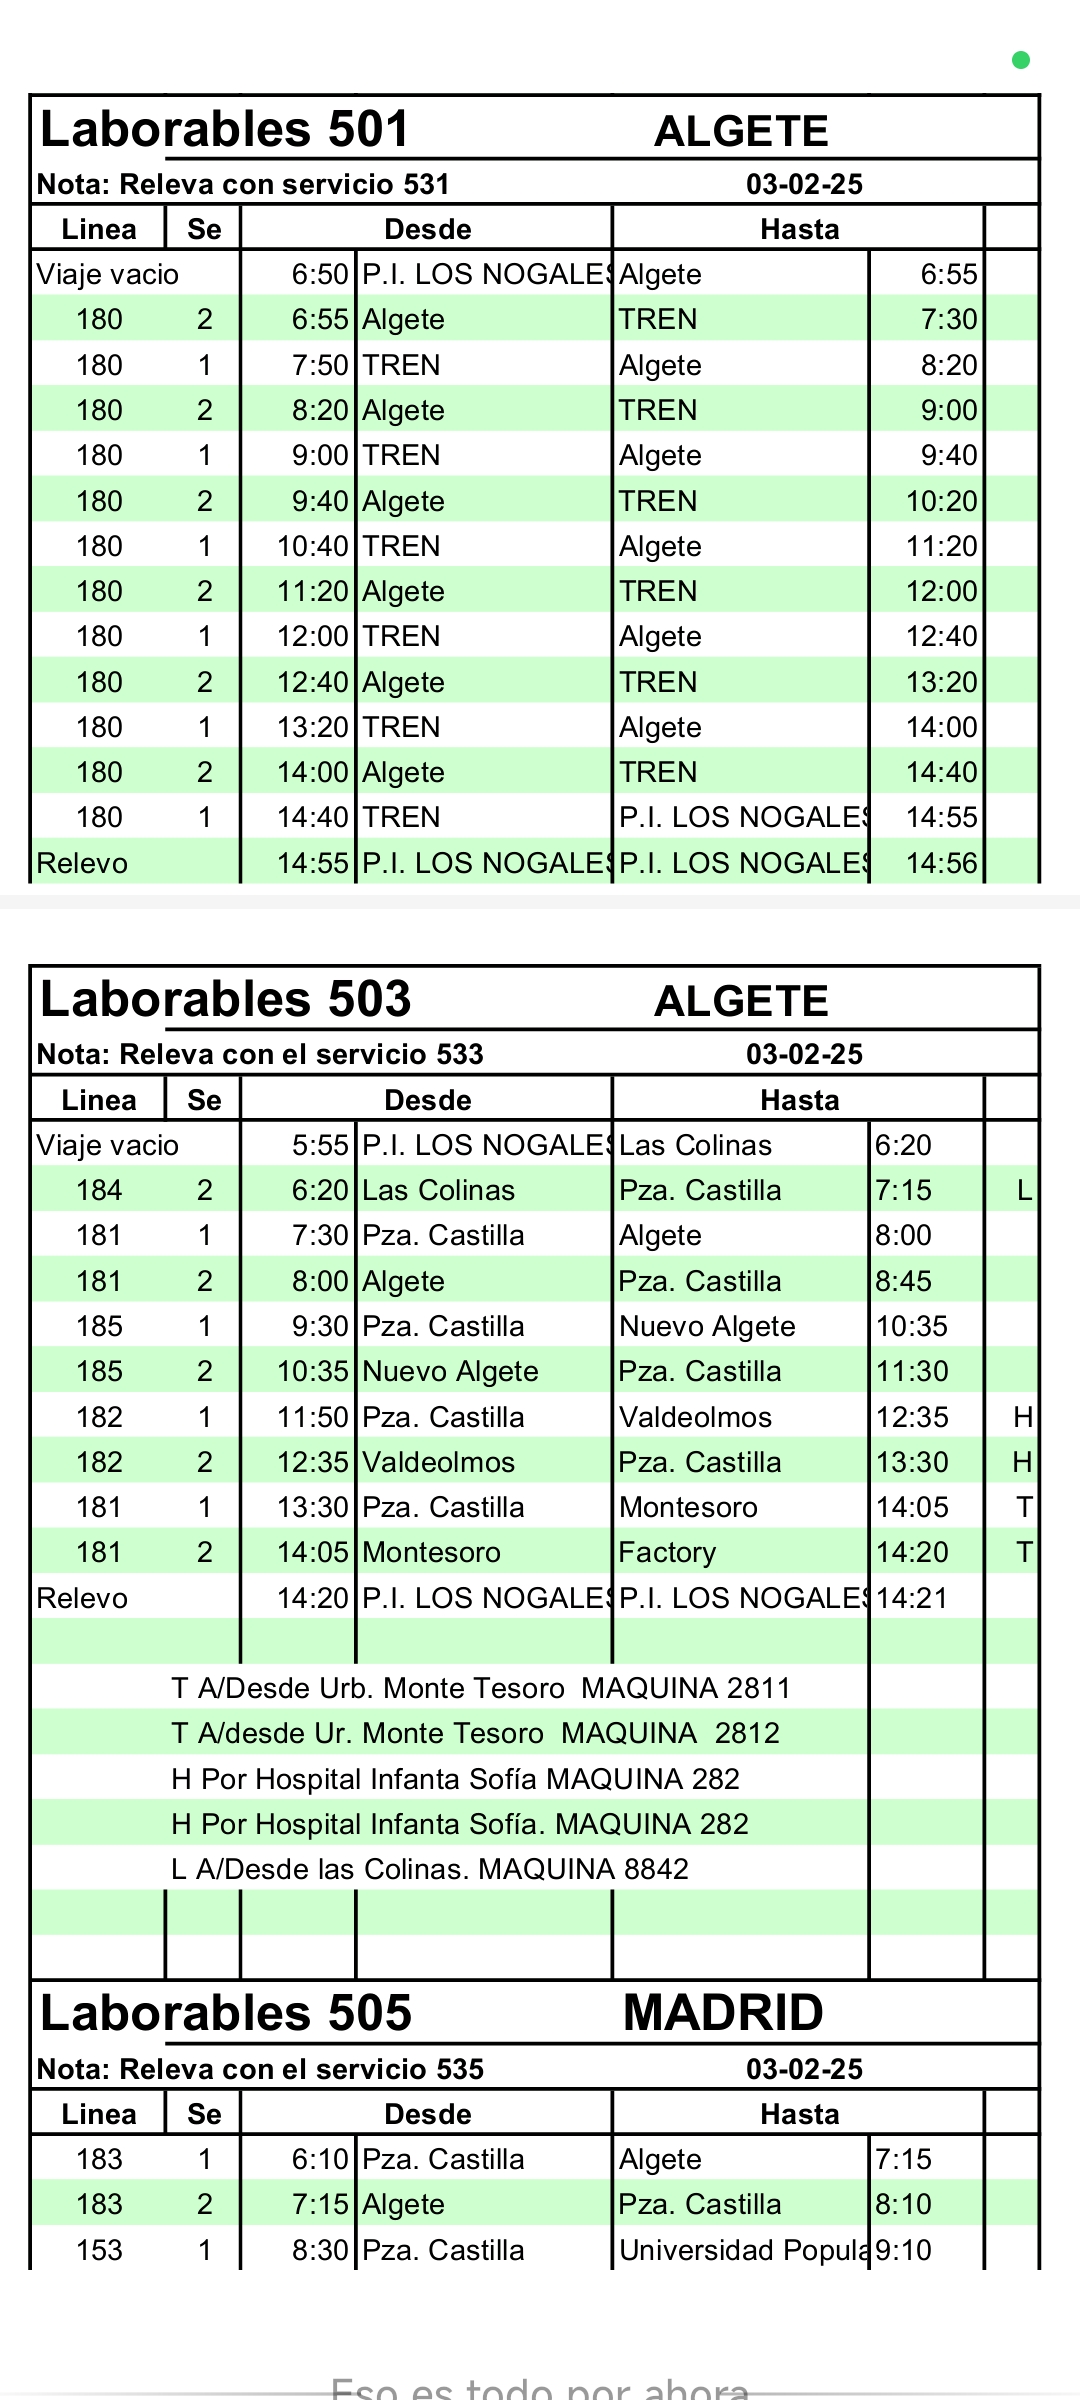 Laborables 501 ALGETE
Nota: Releva con servicio 531 03-02-25
Linea Se Desde Hasta
Viaje vacio 6:50 P.I. LOS NOGALES Algete 6:55
180 2 6:55 Algete TREN 7:30
180 1 7:50 TREN Algete 8:20
180 2 8:20 Algete TREN 9:00
180 1 9:00 TREN Algete 9:40
180 2 9:40 Algete TREN 10:20
180 1 10:40 TREN Algete 11:20
180 2 11:20 Algete TREN 12:00
180 1 12:00 TREN Algete 12:40
180 2 12:40 Algete TREN 13:20
180 1 13:20 TREN Algete 14:00
180 2 14:00 Algete TREN 14:40
180 1 14:40 TREN P.I. LOS NOGALES 14:55
Relevo 14:55 P.I. LOS NOGALES P.I. LOS NOGALES 14:56
Laborables 503 ALGETE
Nota: Releva con el servicio 533 03-02-25
Linea Se Desde Hasta
Viaje vacio 5:55 P.I. LOS NOGALES Las Colinas 6:20
184 2 6:20 Las Colinas Pza. Castilla 7:15 L
181 1 7:30 Pza. Castilla Algete 8:00
181 2 8:00 Algete Pza. Castilla 8:45
185 1 9:30 Pza. Castilla Nuevo Algete 10:35
185 2 10:35 Nuevo Algete Pza. Castilla 11:30
182 1 11:50 Pza. Castilla Valdeolmos 12:35 H
182 2 12:35 Valdeolmos Pza. Castilla 13:30 H
181 1 13:30 Pza. Castilla Montesoro 14:05 T
181 2 14:05 Montesoro Factory 14:20 T
Relevo 14:20 P.I. LOS NOGALES P.I. LOS NOGALES 14:21
T A/Desde Urb. Monte Tesoro MAQUINA 2811
T A/desde Ur. Monte Tesoro MAQUINA 2812
H Por Hospital Infanta Sofía MAQUINA 282
H Por Hospital Infanta Sofía. MAQUINA 282
L A/Desde las Colinas. MAQUINA 8842
Laborables 505 MADRID
Nota: Releva con el servicio 535 03-02-25
Linea Se Desde Hasta
183 1 6:10 Pza. Castilla Algete 7:15
183 2 7:15 Algete Pza. Castilla 8:10
153 1 8:30 Pza. Castilla Universidad Popula 9:10
Eso es todo por ahora